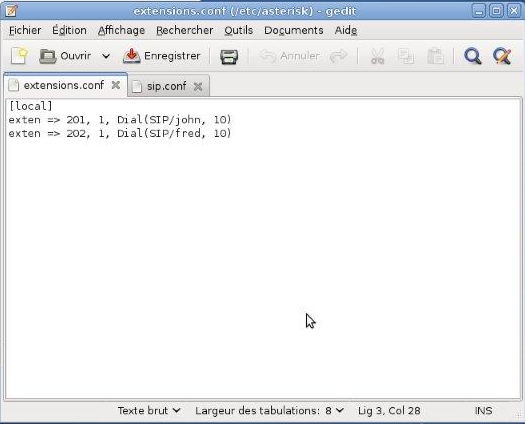 extensions.conf (/etc/asterisk) - gedit
Fichier Édition Affichage Rechercher Outils Documents Aide
Ouvrir Enregistrer Annuler
extensions.conf sip.conf
[local]
exten => 201, 1, Dial(SIP/john, 10)
exten => 202, 1, Dial(SIP/fred, 10)
Texte brut Largeur des tabulations: 8 Lig 3, Col 28 INS